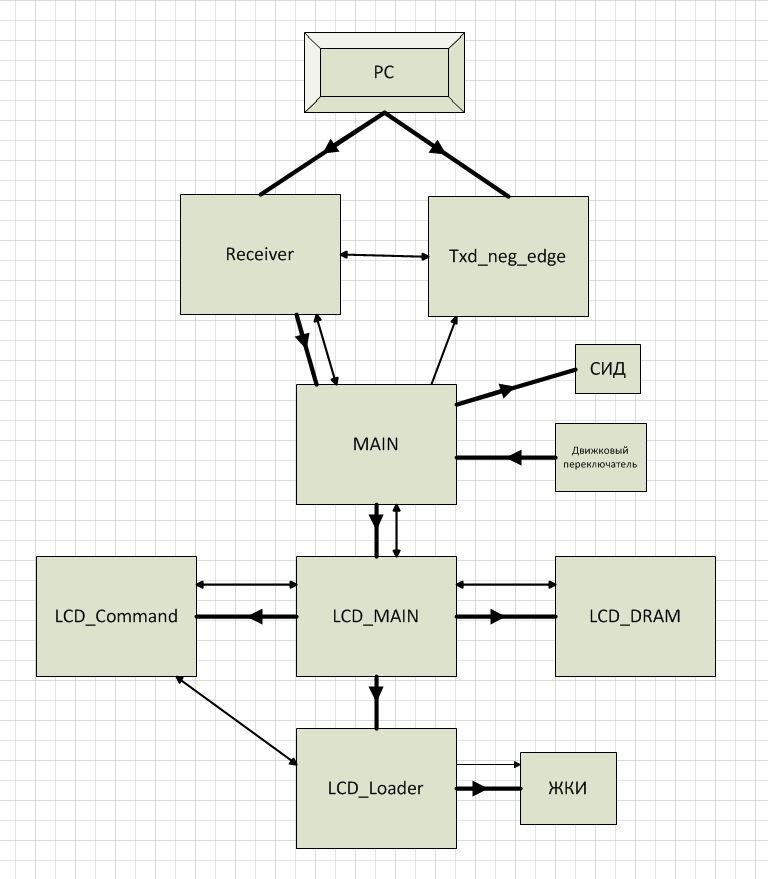 PC
Receiver
Txd_neg_edge
СИД
MAIN
Движковый
переключатель
LCD_Command
LCD_MAIN
LCD_DRAM
LCD_Loader
ЖКИ